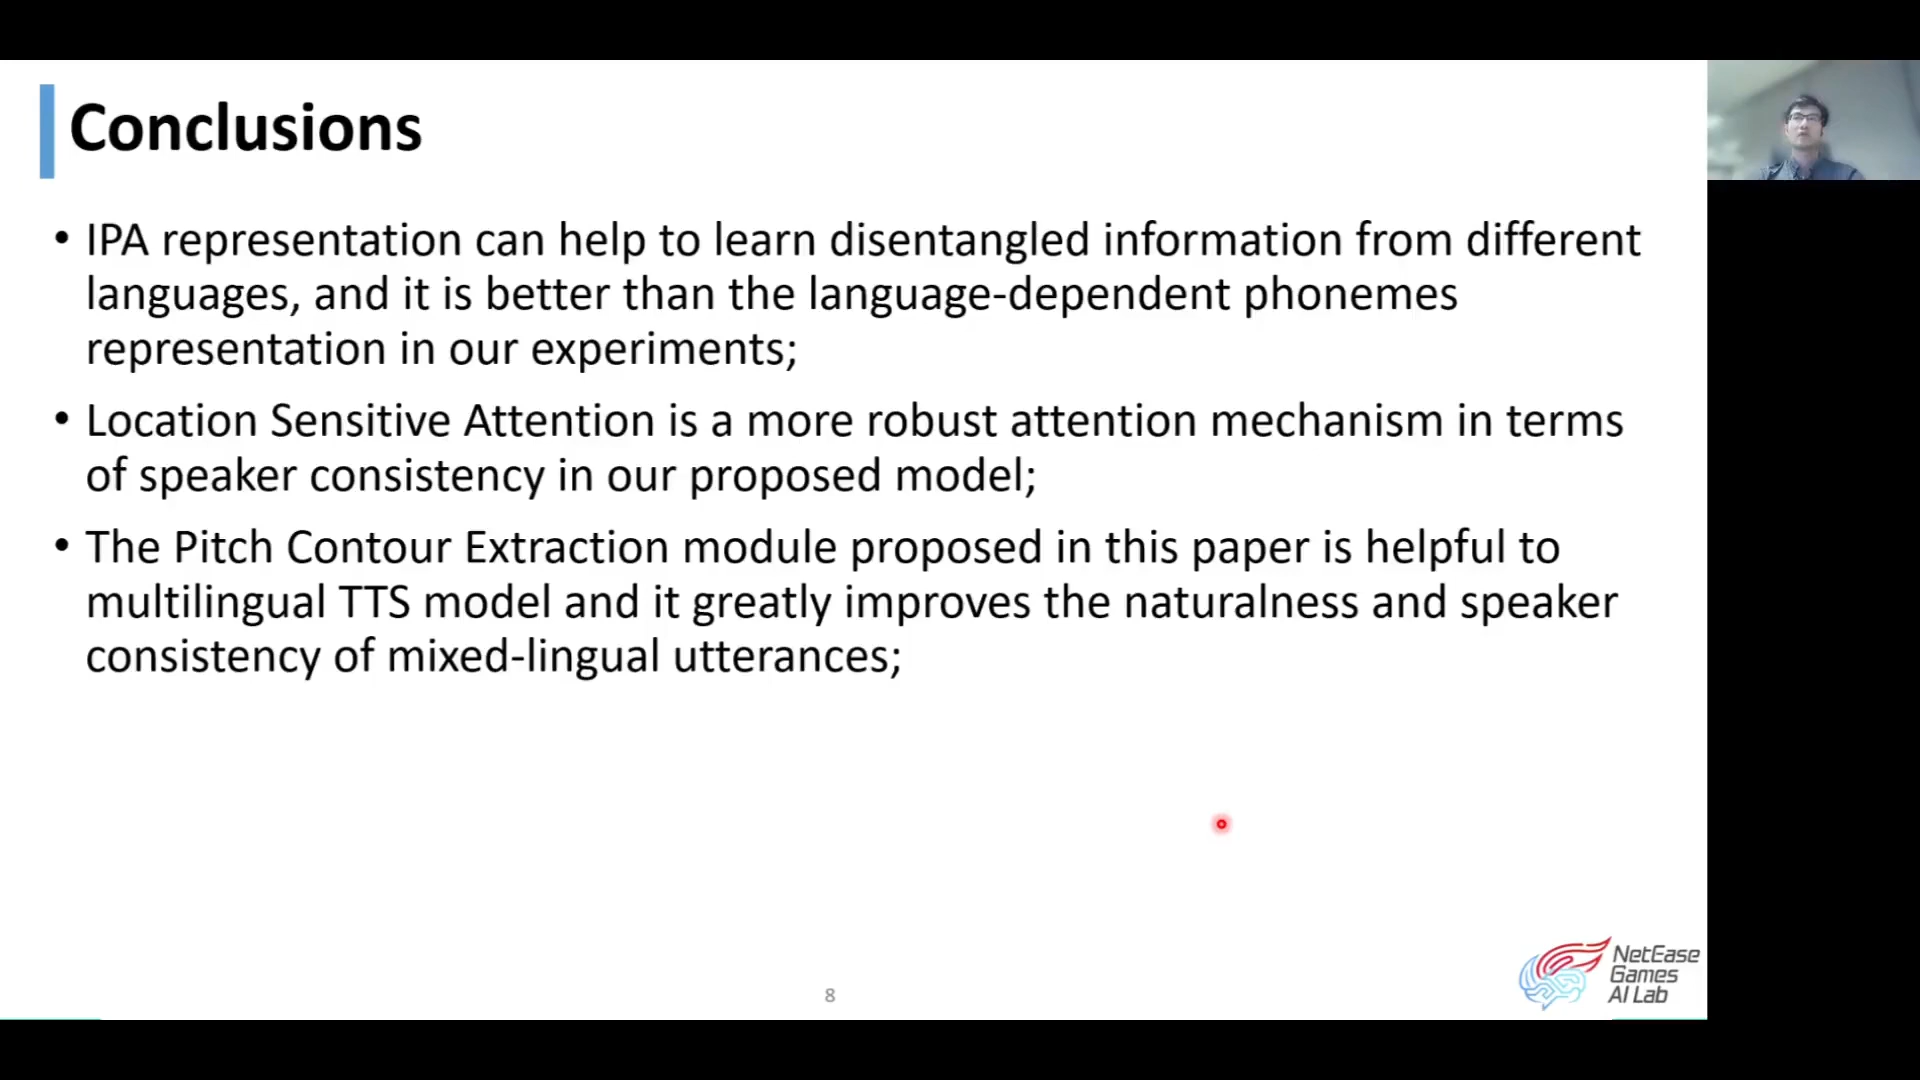 Conclusions
• IPA representation can help to learn disentangled information from different
languages, and it is better than the language-dependent phonemes
representation in our experiments;
• Location Sensitive Attention is a more robust attention mechanism in terms
of speaker consistency in our proposed model;
• The Pitch Contour Extraction module proposed in this paper is helpful to
multilingual TTS model and it greatly improves the naturalness and speaker
consistency of mixed-lingual utterances;
NetEase
Games
AI Lab
8